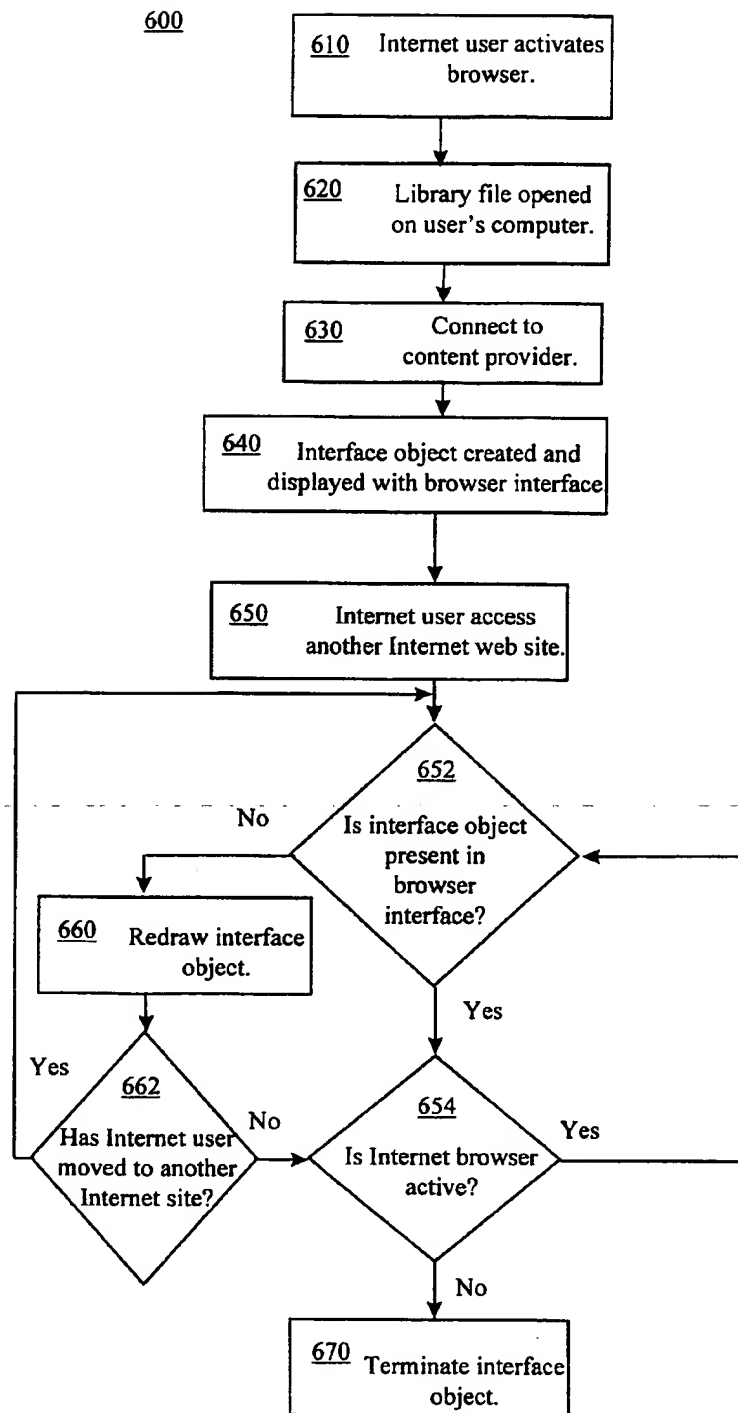 600
610 Internet user activates
browser.
620 Library file opened
on user's computer.
630 Connect to
content provider.
640 Interface object created and
displayed with browser interface
650 Internet user access
another Internet web site.
652
No
Is interface object
present in
browser
interface?
660 Redraw interface
object.
Yes
Yes
662
No
654
Yes
Has Internet user
moved to another
Internet site?
Is Internet browser
active?
No
670 Terminate interface
object.